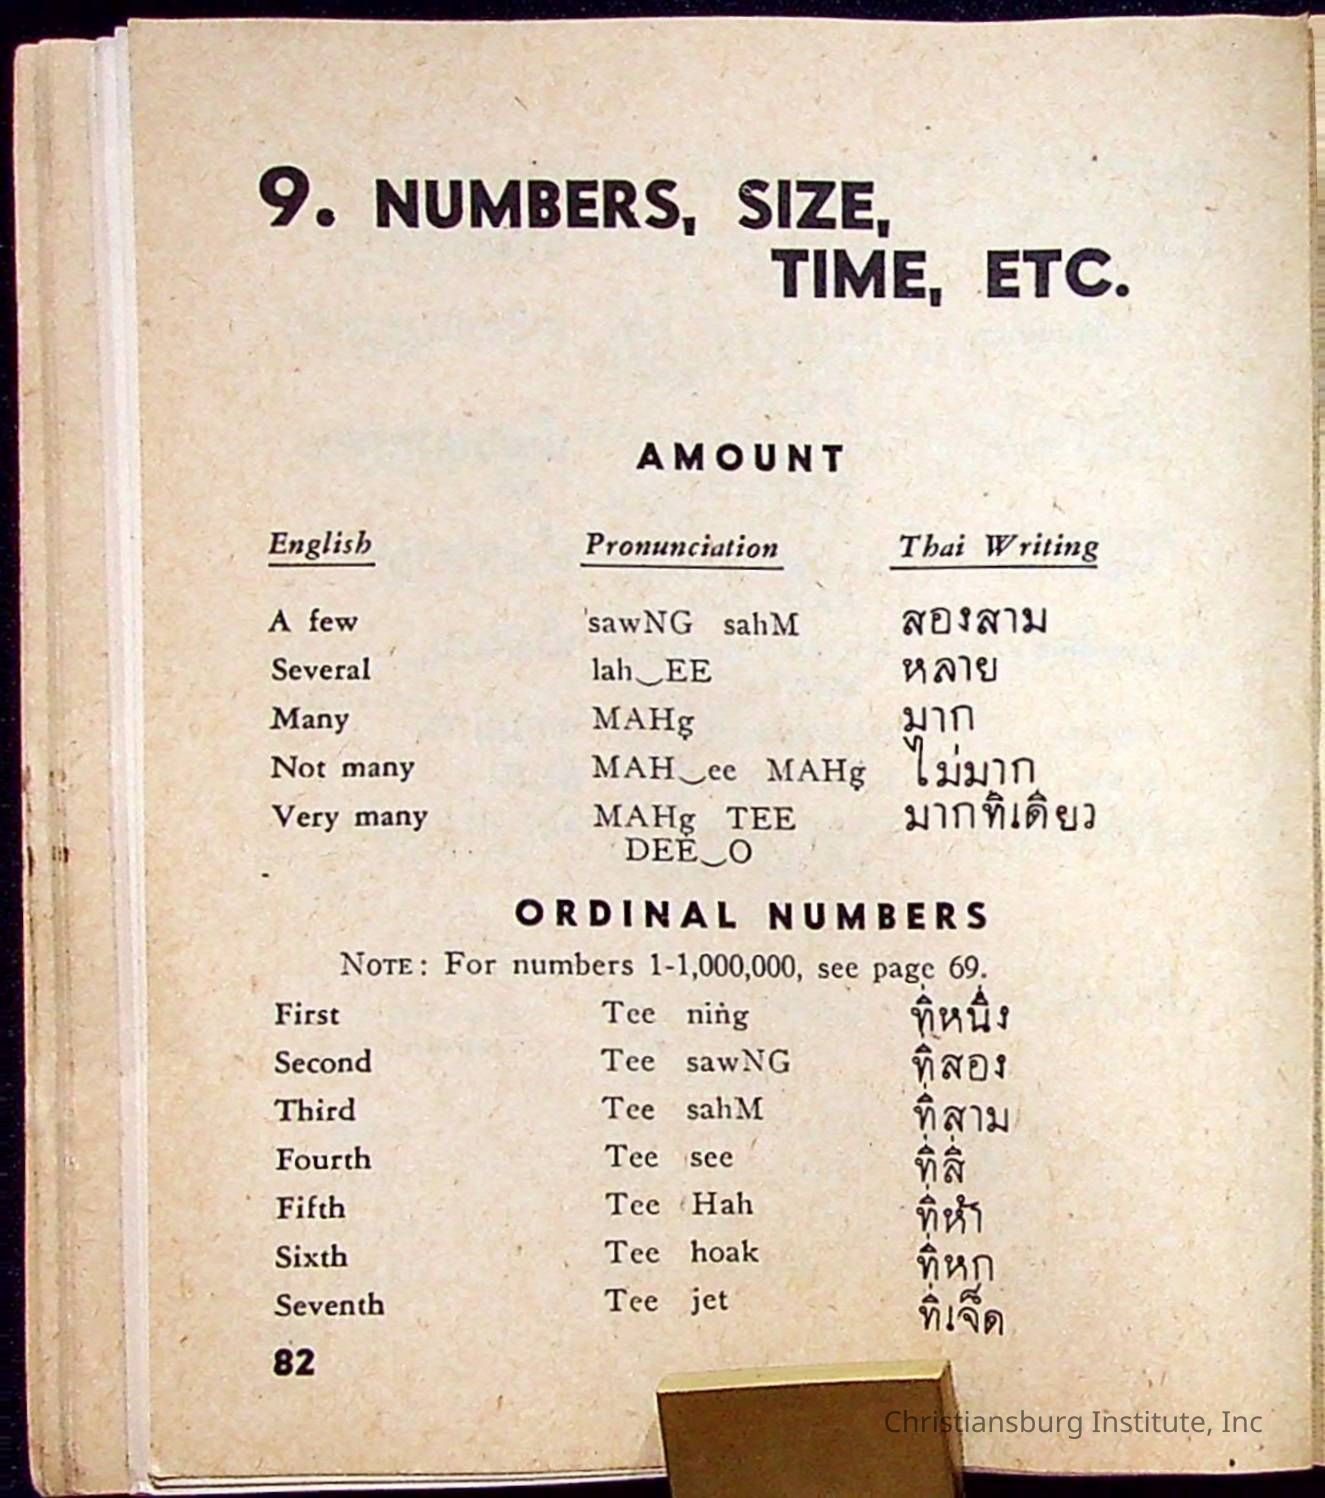 9. NUMBERS, SIZE,
TIME, ETC.
AMOUNT
English Pronunciation Thai Writing
A few sawNG sahM สองสาม
Several lah‿EE หลาย
Many MAHg มาก
Not many MAH‿ee MAHg ไม่มาก
Very many MAHg TEE มากทีเดียว
DEE‿O
ORDINAL NUMBERS
NOTE: For numbers 1-1,000,000, see page 69.
First Tee ning ที่หนึ่ง
Second Tee sawNG ที่สอง
Third Tee sahM ที่สาม
Fourth Tee see ที่สี่
Fifth Tee Hah ที่ห้า
Sixth Tee hoak ที่หก
Seventh Tee jet ที่เจ็ด
82
Christiansburg Institute, Inc